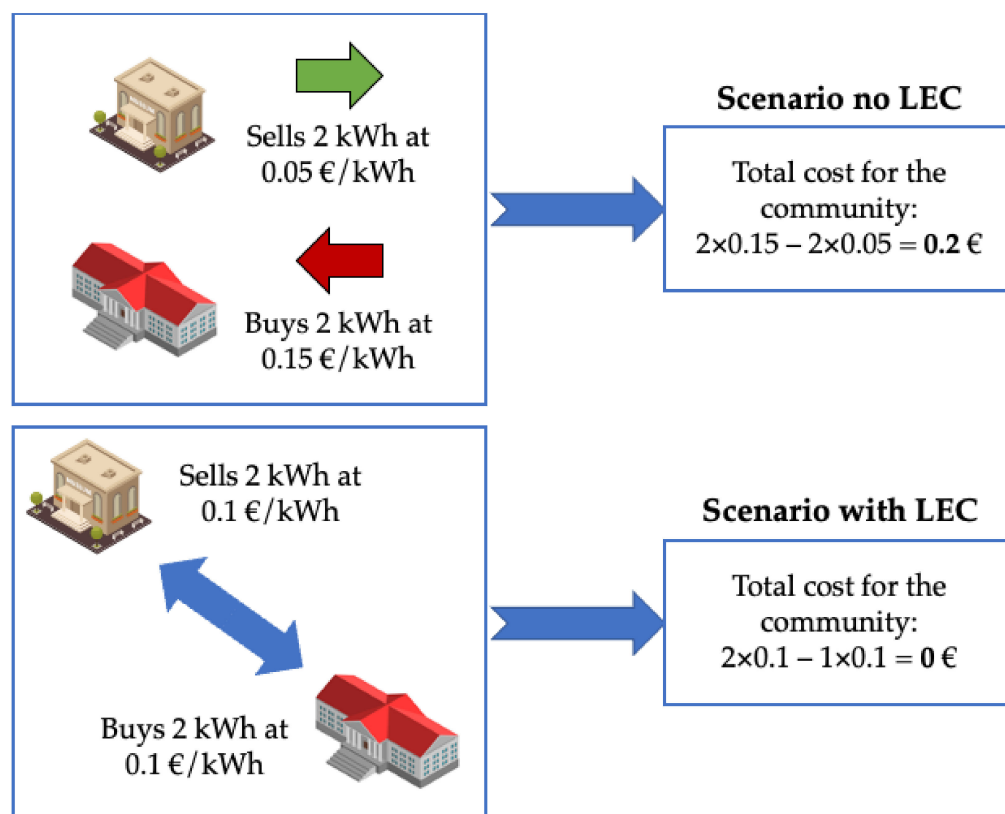 Sells 2 kWh at
0.05 €/kWh
Buys 2 kWh at
0.15 €/kWh
Scenario no LEC
Total cost for the
community:
2×0.15 – 2×0.05 = 0.2 €
Sells 2 kWh at
0.1 €/kWh
Buys 2 kWh at
0.1 €/kWh
Scenario with LEC
Total cost for the
community:
2×0.1 – 1×0.1 = 0 €